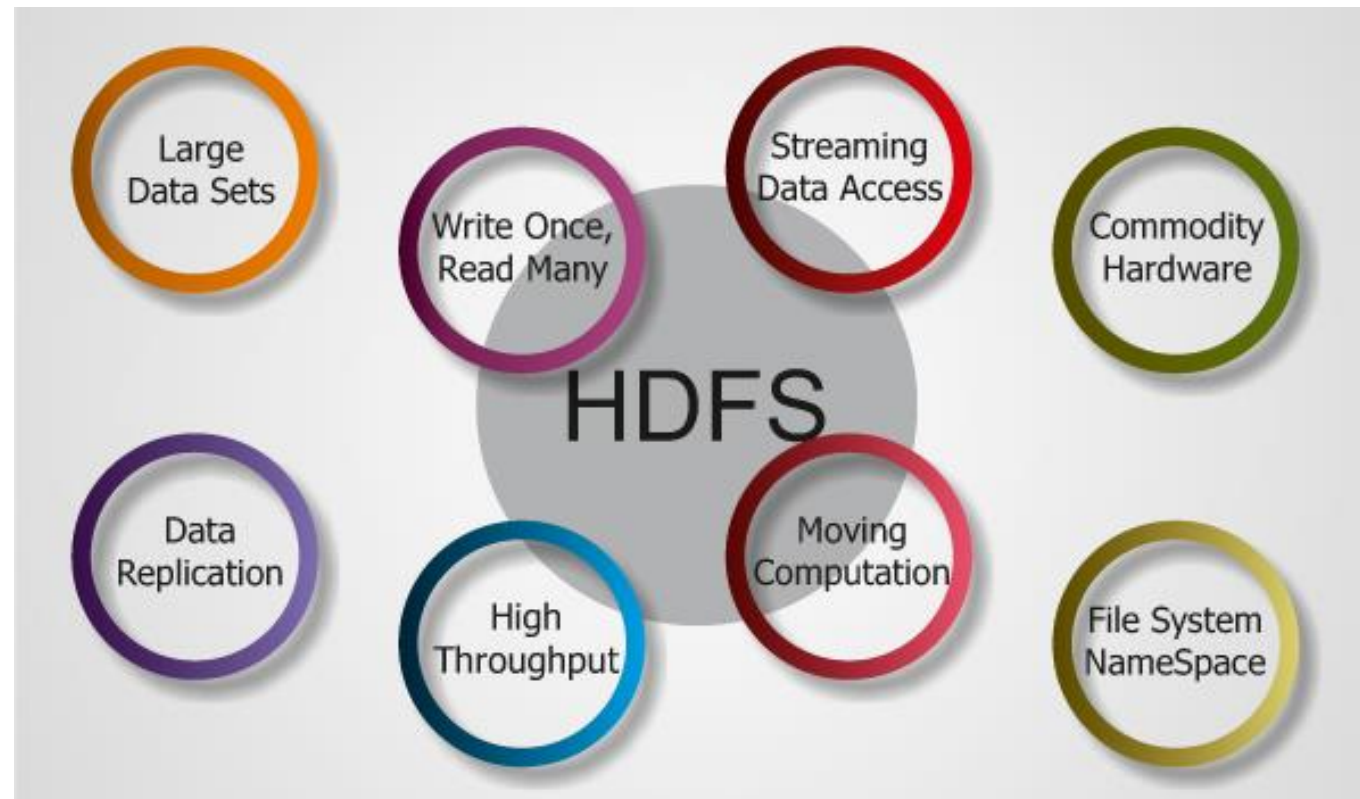 Large
Data Sets
Write Once,
Read Many
Streaming
Data Access
Commodity
Hardware
HDFS
Data
Replication
High
Throughput
Moving
Computation
File System
NameSpace